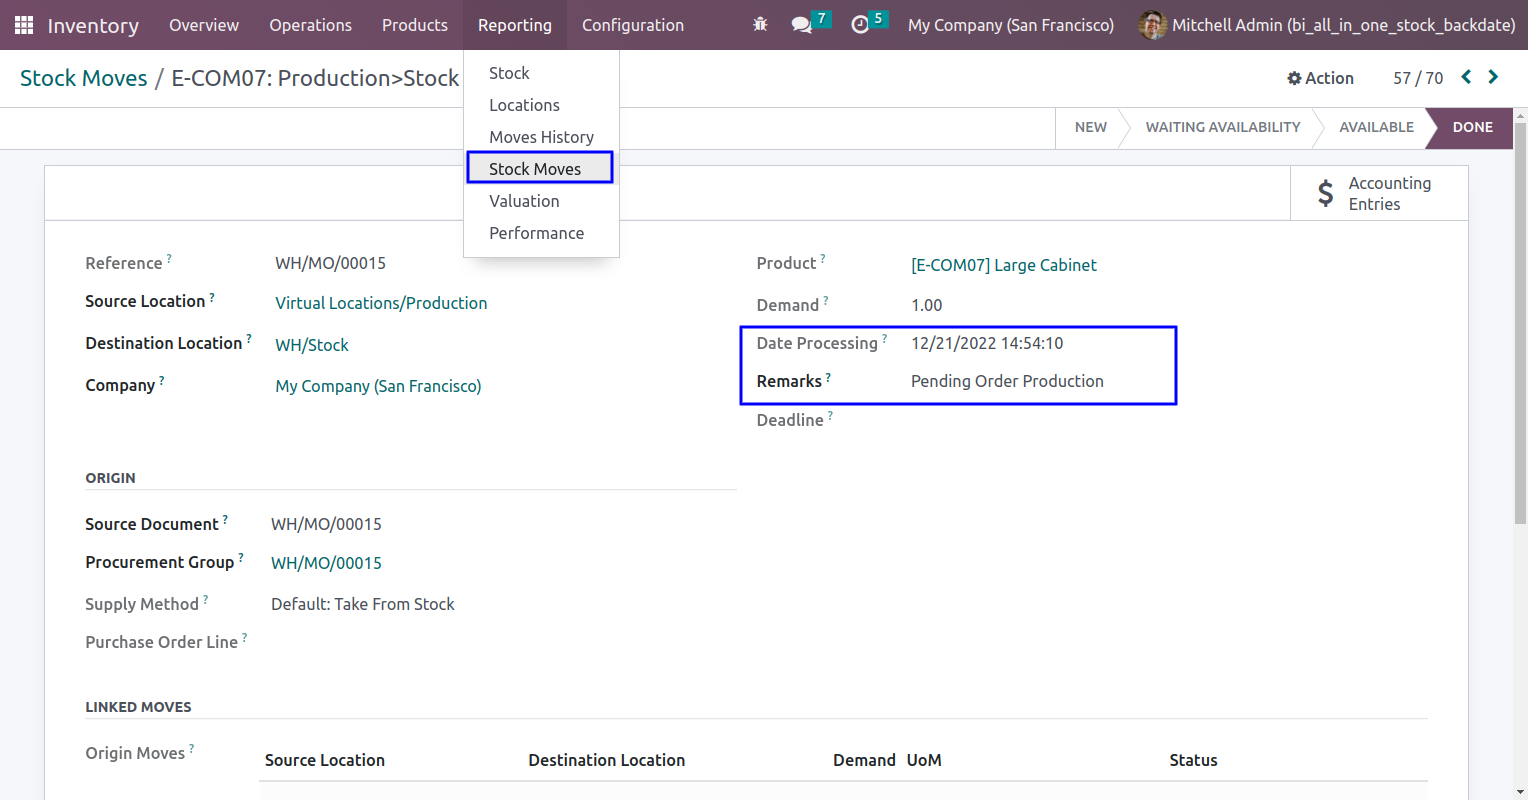 Inventory Overview Operations Products Reporting Configuration 7 5 My Company (San Francisco) Mitchell Admin (bi_all_in_one_stock_backdate)
Stock Moves / E-COM07: Production>Stock Action 57 / 70
Stock
Locations
Moves History
Stock Moves
Valuation
Performance
NEW WAITING AVAILABILITY AVAILABLE DONE
$ Accounting
Entries
Reference ? WH/MO/00015
Source Location ? Virtual Locations/Production
Destination Location ? WH/Stock
Company ? My Company (San Francisco)
Product ? [E-COM07] Large Cabinet
Demand ? 1.00
Date Processing ? 12/21/2022 14:54:10
Remarks ? Pending Order Production
Deadline ?
ORIGIN
Source Document ? WH/MO/00015
Procurement Group ? WH/MO/00015
Supply Method ? Default: Take From Stock
Purchase Order Line ?
LINKED MOVES
Origin Moves ? Source Location Destination Location Demand UoM Status